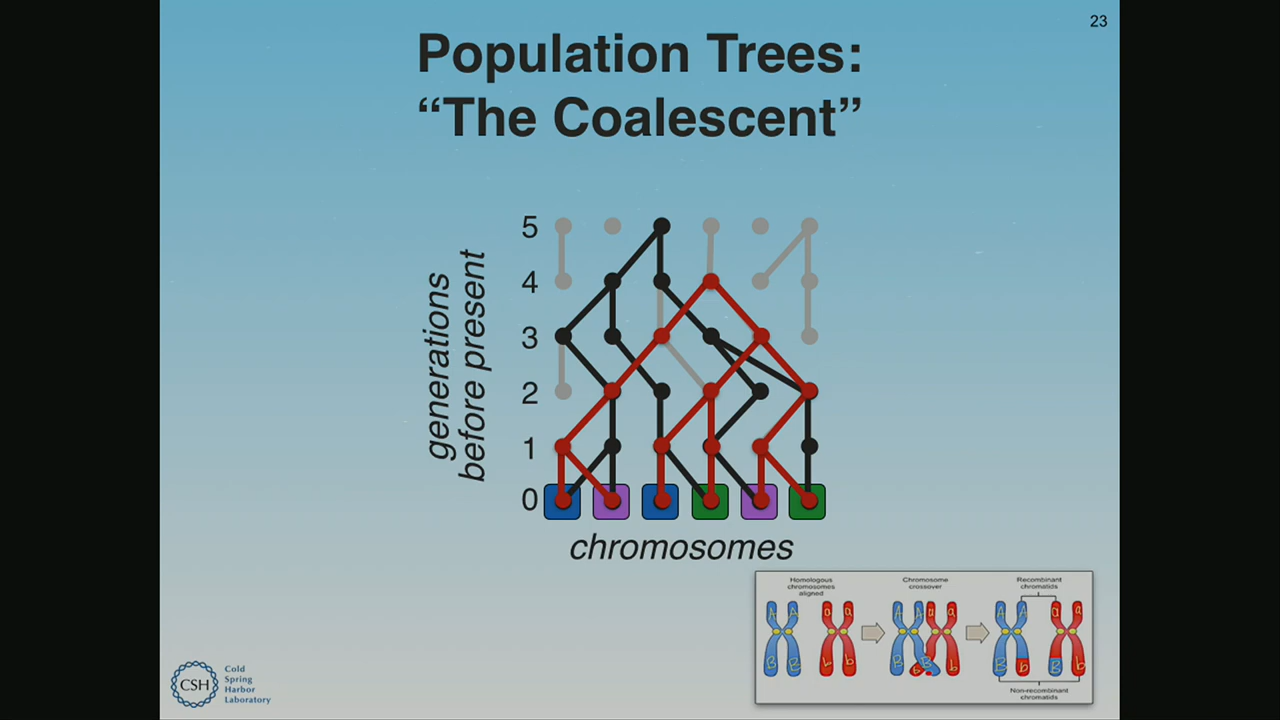 23
Population Trees:
“The Coalescent”
generations
before present
5
4
3
2
1
0
chromosomes
Homologous
chromosomes
aligned
Chromosome
crossover
Recombinant
chromatids
A A a a
B B b b
A A a a
B B b b
A A a a
B b B b
Non-recombinant
chromatids
CSH
Cold
Spring
Harbor
Laboratory